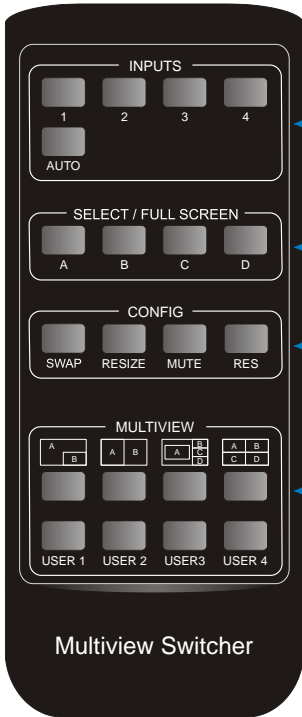 INPUTS
1 2 3 4
AUTO
SELECT / FULL SCREEN
A B C D
CONFIG
SWAP RESIZE MUTE RES
MULTIVIEW
A B A B A B C D A B C D
USER 1 USER 2 USER3 USER 4
Multiview Switcher